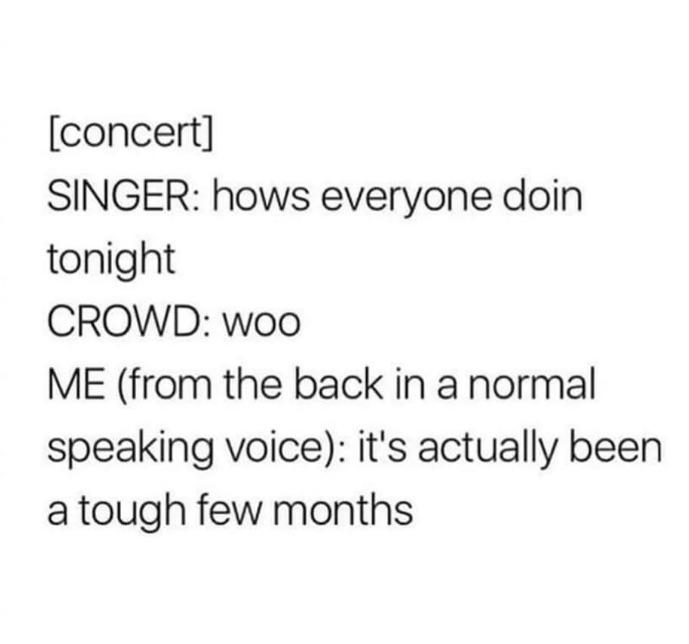 [concert]
SINGER: hows everyone doin
tonight
CROWD: woo
ME (from the back in a normal
speaking voice): it's actually been
a tough few months